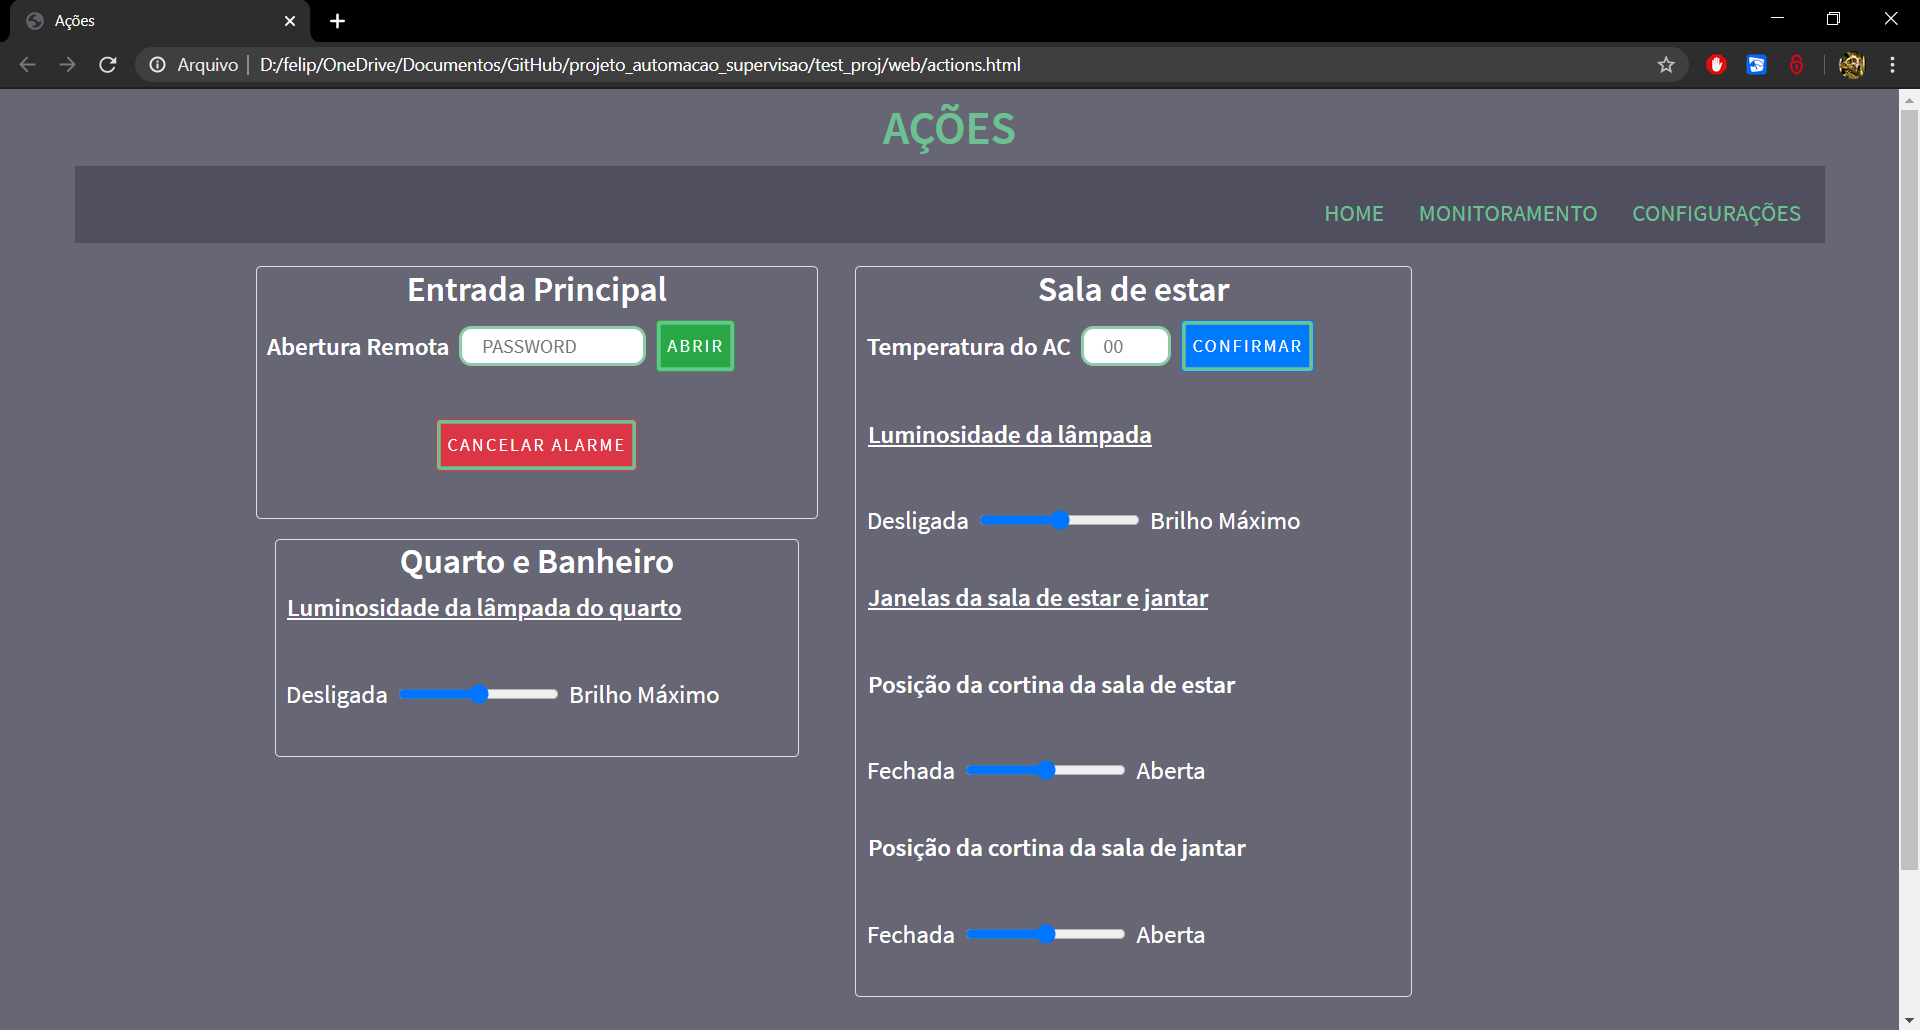 Ações
Arquivo D:/felip/OneDrive/Documentos/GitHub/projeto_automacao_supervisao/test_proj/web/actions.html
AÇÕES
HOME MONITORAMENTO CONFIGURAÇÕES
Entrada Principal
Abertura Remota PASSWORD ABRIR
CANCELAR ALARME
Quarto e Banheiro
Luminosidade da lâmpada do quarto
Desligada Brilho Máximo
Sala de estar
Temperatura do AC 00 CONFIRMAR
Luminosidade da lâmpada
Desligada Brilho Máximo
Janelas da sala de estar e jantar
Posição da cortina da sala de estar
Fechada Aberta
Posição da cortina da sala de jantar
Fechada Aberta